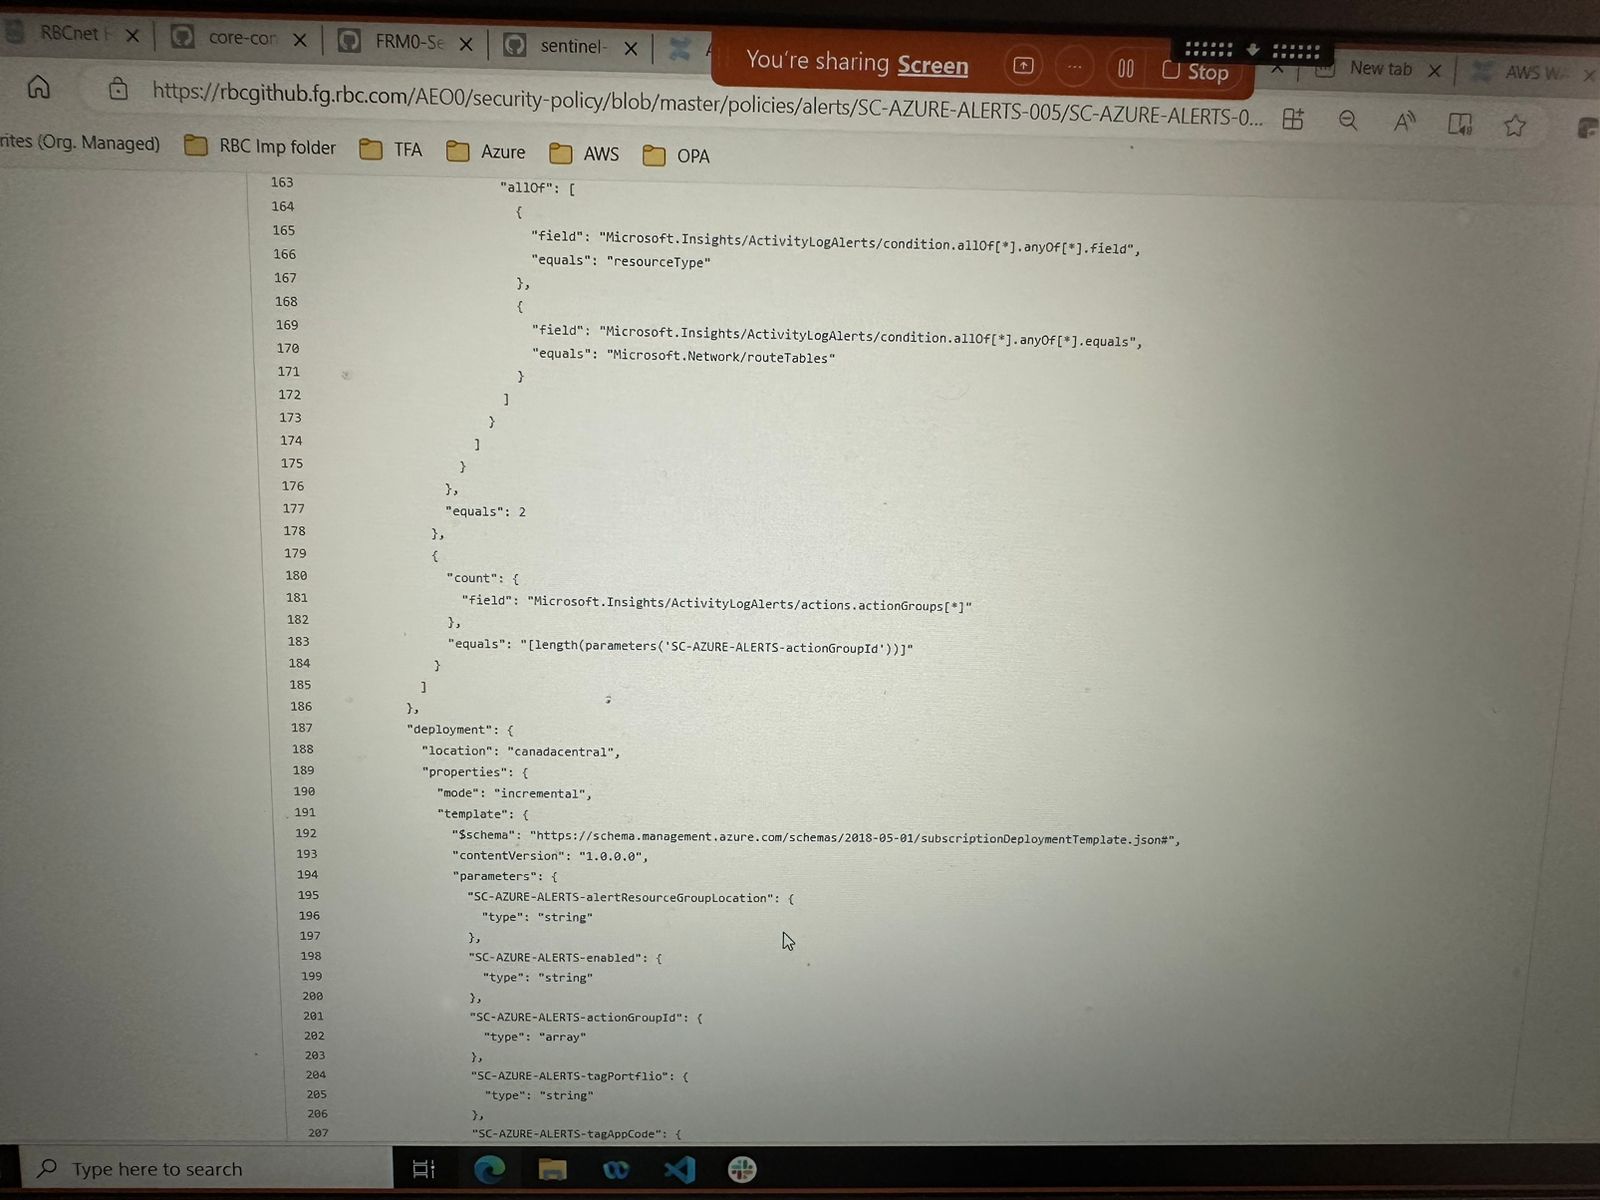 RBCnet
core-cor
FRM0-Se
sentinel-
You're sharing Screen
Stop
New tab
AWS W
https://rbcgithub.fg.rbc.com/AEO0/security-policy/blob/master/policies/alerts/SC-AZURE-ALERTS-005/SC-AZURE-ALERTS-0...
rites (Org. Managed)
RBC Imp folder
TFA
Azure
AWS
OPA
163 "allOf": [
164 {
165 "field": "Microsoft.Insights/ActivityLogAlerts/condition.allOf[*].anyOf[*].field",
166 "equals": "resourceType"
167 },
168 {
169 "field": "Microsoft.Insights/ActivityLogAlerts/condition.allOf[*].anyOf[*].equals",
170 "equals": "Microsoft.Network/routeTables"
171 }
172 ]
173 }
174 ]
175 }
176 },
177 "equals": 2
178 },
179 {
180 "count": {
181 "field": "Microsoft.Insights/ActivityLogAlerts/actions.actionGroups[*]"
182 },
183 "equals": "[length(parameters('SC-AZURE-ALERTS-actionGroupId'))]"
184 }
185 ]
186 },
187 "deployment": {
188 "location": "canadacentral",
189 "properties": {
190 "mode": "incremental",
191 "template": {
192 "$schema": "https://schema.management.azure.com/schemas/2018-05-01/subscriptionDeploymentTemplate.json#",
193 "contentVersion": "1.0.0.0",
194 "parameters": {
195 "SC-AZURE-ALERTS-alertResourceGroupLocation": {
196 "type": "string"
197 },
198 "SC-AZURE-ALERTS-enabled": {
199 "type": "string"
200 },
201 "SC-AZURE-ALERTS-actionGroupId": {
202 "type": "array"
203 },
204 "SC-AZURE-ALERTS-tagPortflio": {
205 "type": "string"
206 },
207 "SC-AZURE-ALERTS-tagAppCode": {
Type here to search